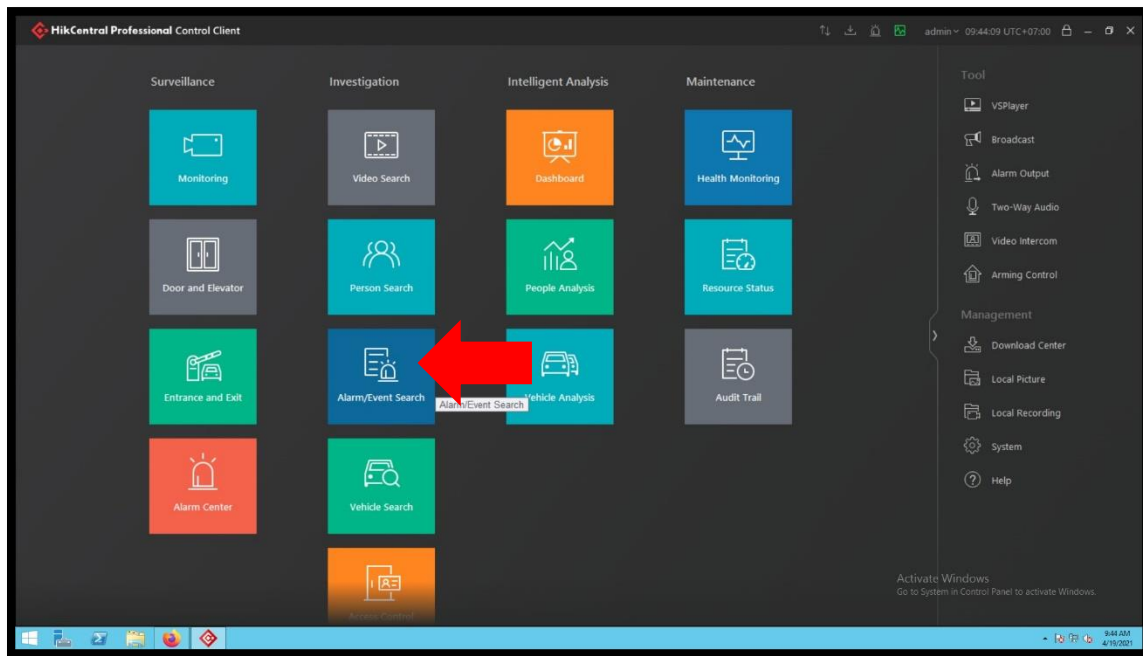 HikCentral Professional Control Client
admin 09:44:09 UTC+07:00
Surveillance
Investigation
Intelligent Analysis
Maintenance
Monitoring
Video Search
Dashboard
Health Monitoring
Door and Elevator
Person Search
People Analysis
Resource Status
Entrance and Exit
Alarm/Event Search
Vehicle Analysis
Audit Trail
Alarm/Event Search
Alarm Center
Vehicle Search
Access Control
Tool
VSPlayer
Broadcast
Alarm Output
Two-Way Audio
Video Intercom
Arming Control
Management
Download Center
Local Picture
Local Recording
System
Help
Activate Windows
Go to System in Control Panel to activate Windows.
9:44 AM
4/19/2021